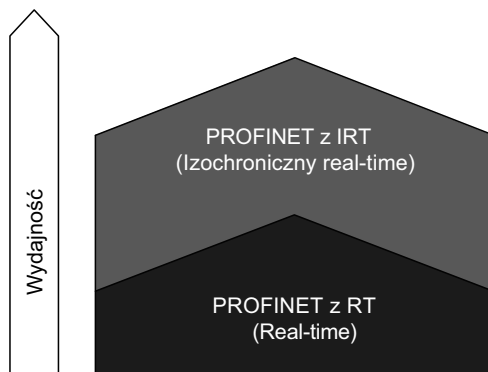 Wydajność
PROFINET z IRT
(Izochroniczny real-time)
PROFINET z RT
(Real-time)